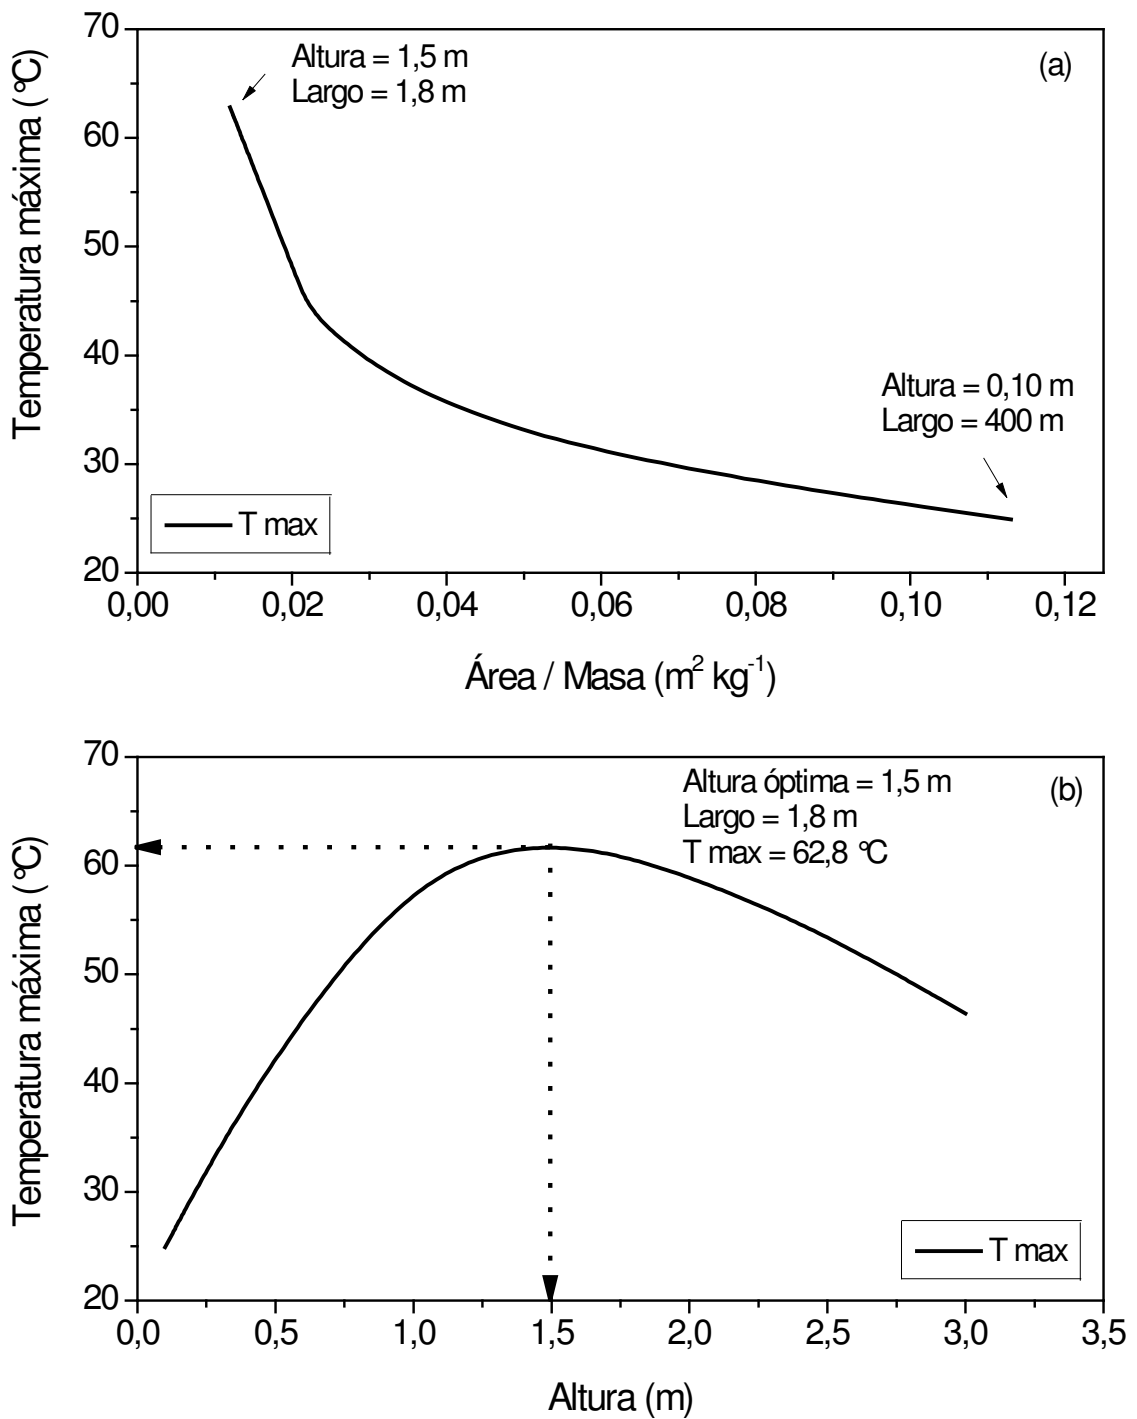 70
60
50
40
30
20
Temperatura máxima (°C)
Altura = 1,5 m
Largo = 1,8 m
(a)
Altura = 0,10 m
Largo = 400 m
T max
0,00 0,02 0,04 0,06 0,08 0,10 0,12
Área / Masa (m² kg⁻¹)
70
60
50
40
30
20
Temperatura máxima (°C)
Altura óptima = 1,5 m
Largo = 1,8 m
T max = 62,8 °C
(b)
T max
0,0 0,5 1,0 1,5 2,0 2,5 3,0 3,5
Altura (m)